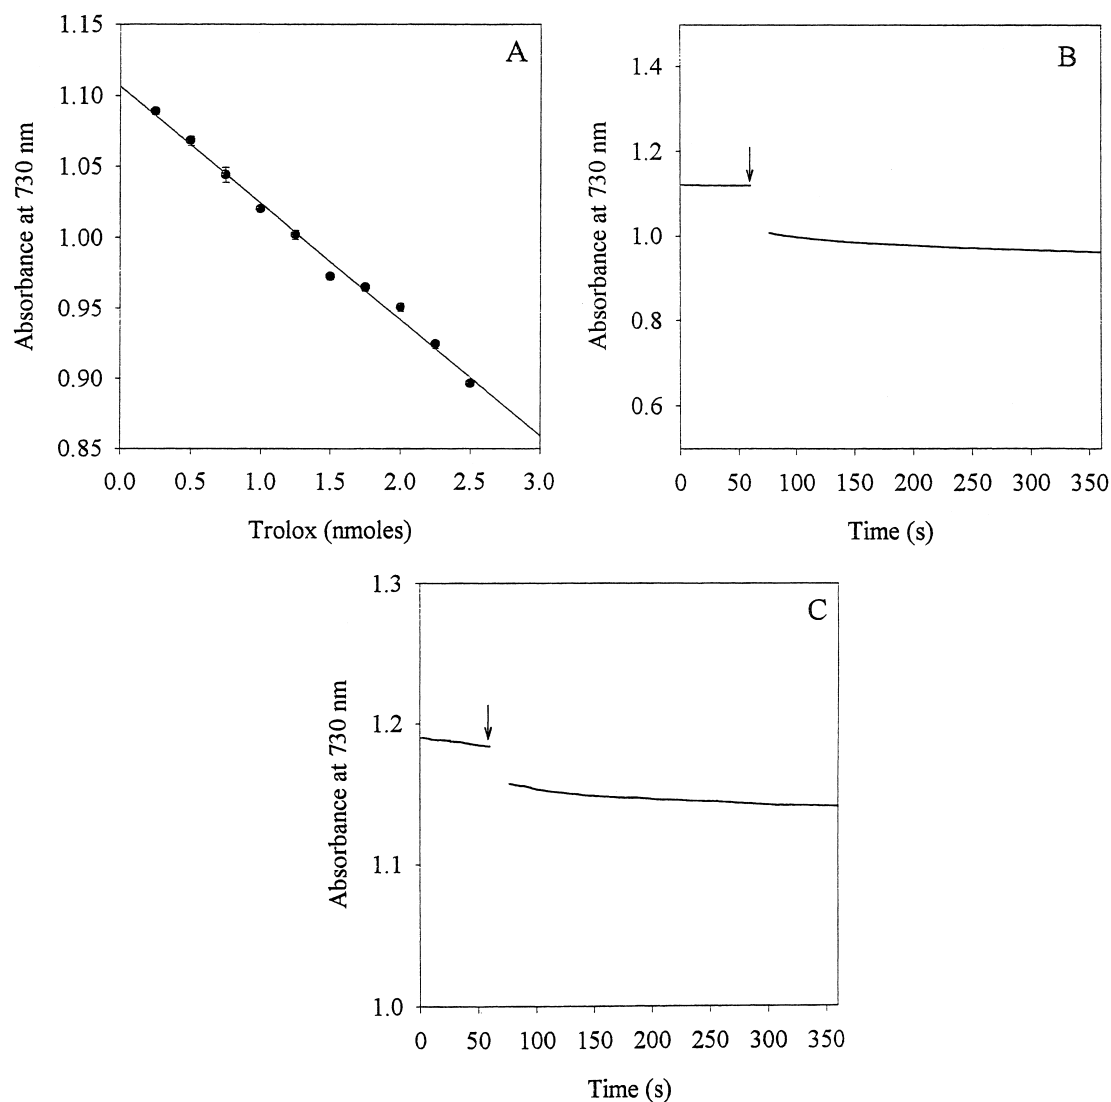 A
Absorbance at 730 nm
1.15
1.10
1.05
1.00
0.95
0.90
0.85
0.0 0.5 1.0 1.5 2.0 2.5 3.0
Trolox (nmoles)
B
Absorbance at 730 nm
1.4
1.2
1.0
0.8
0.6
0 50 100 150 200 250 300 350
Time (s)
C
Absorbance at 730 nm
1.3
1.2
1.1
1.0
0 50 100 150 200 250 300 350
Time (s)